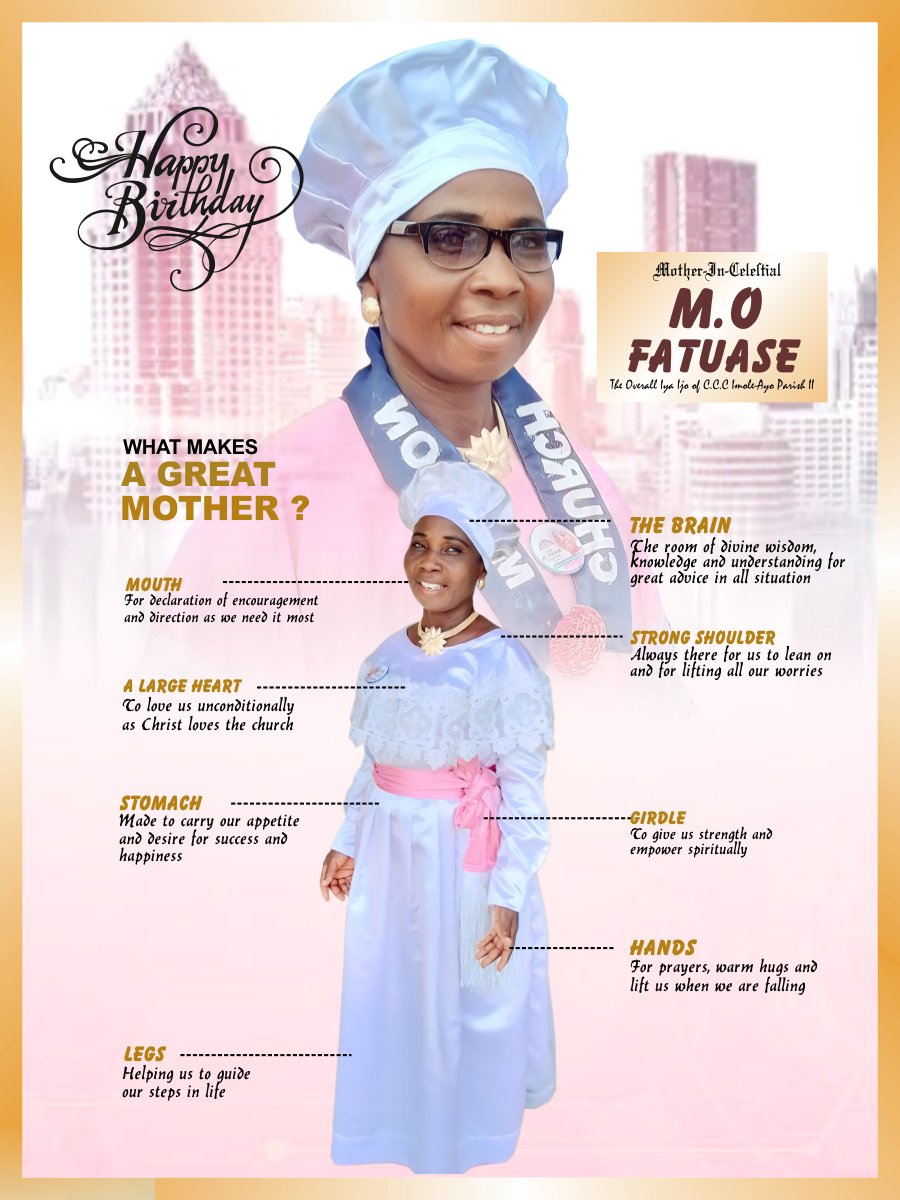 Happy
Birthday
Mother-In-Celestial
M.O
FATUASE
The Overall Iya Ijo of C.C.C Imole-Ayo Parish II
NO
CHURCH
M
WHAT MAKES
A GREAT
MOTHER ?
THE BRAIN
The room of divine wisdom,
knowledge and understanding for
great advice in all situation
MOUTH
For declaration of encouragement
and direction as we need it most
STRONG SHOULDER
Always there for us to lean on
and for lifting all our worries
A LARGE HEART
To love us unconditionally
as Christ loves the church
STOMACH
Made to carry our appetite
and desire for success and
happiness
GIRDLE
To give us strength and
empower spiritually
HANDS
For prayers, warm hugs and
lift us when we are falling
LEGS
Helping us to guide
our steps in life